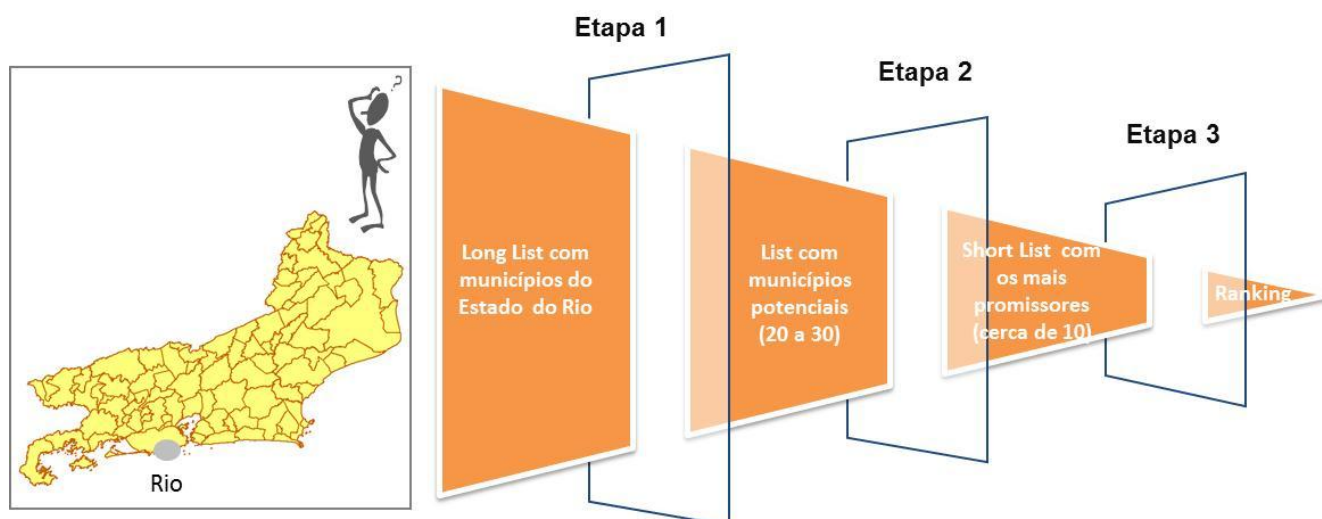 Etapa 1
Etapa 2
Etapa 3
?
Rio
Long List com
municípios do
Estado do Rio
List com
municípios
potenciais
(20 a 30)
Short List com
os mais
promissores
(cerca de 10)
Ranking